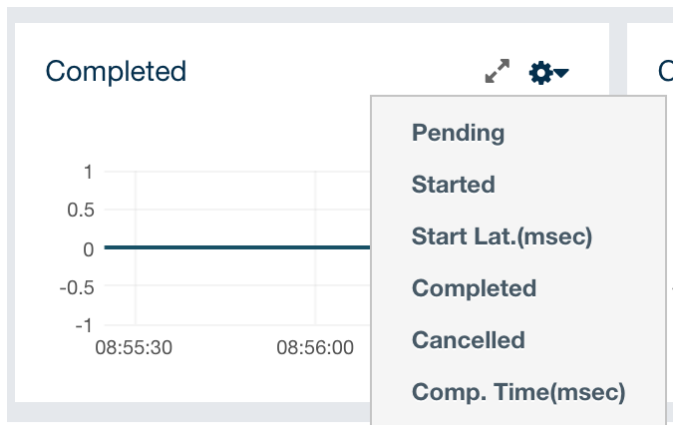 Completed
Pending
Started
Start Lat.(msec)
Completed
Cancelled
Comp. Time(msec)
1
0.5
0
-0.5
-1
08:55:30
08:56:00